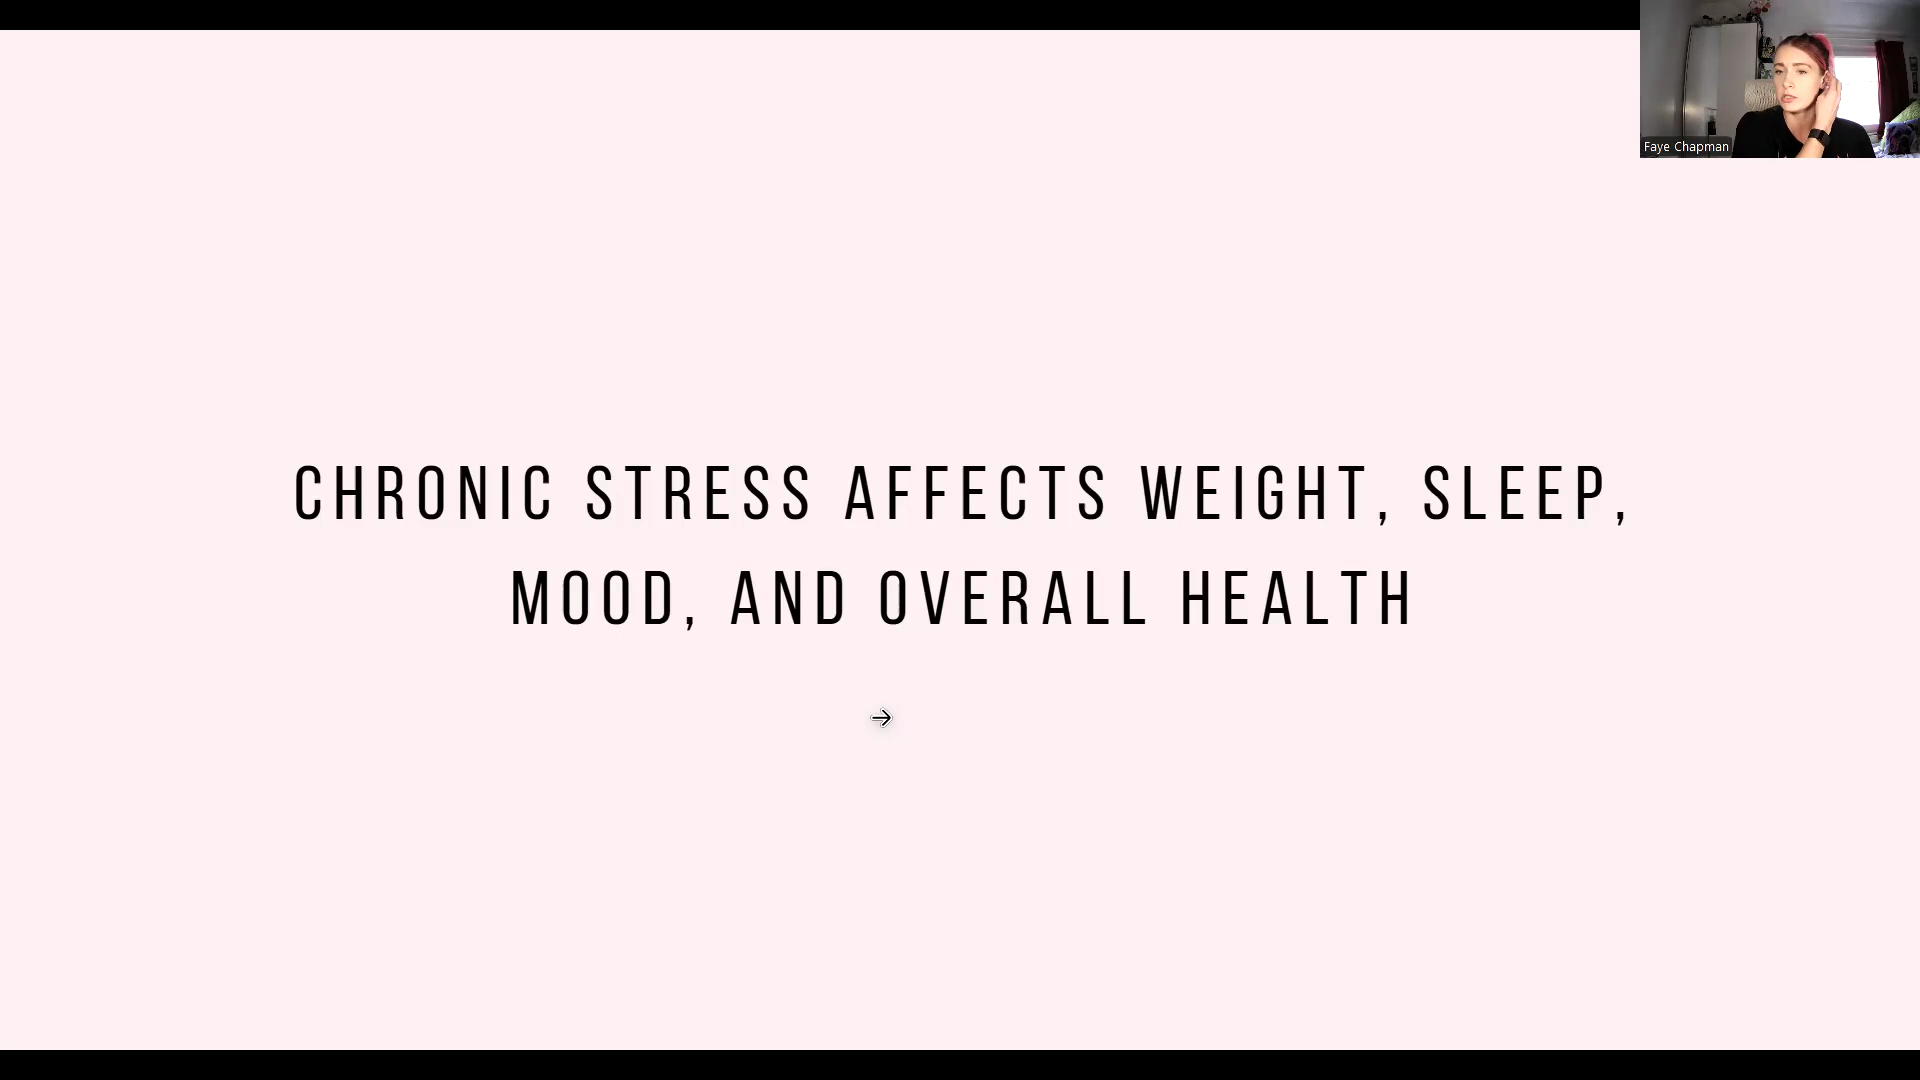 Faye Chapman
CHRONIC STRESS AFFECTS WEIGHT, SLEEP,
MOOD, AND OVERALL HEALTH